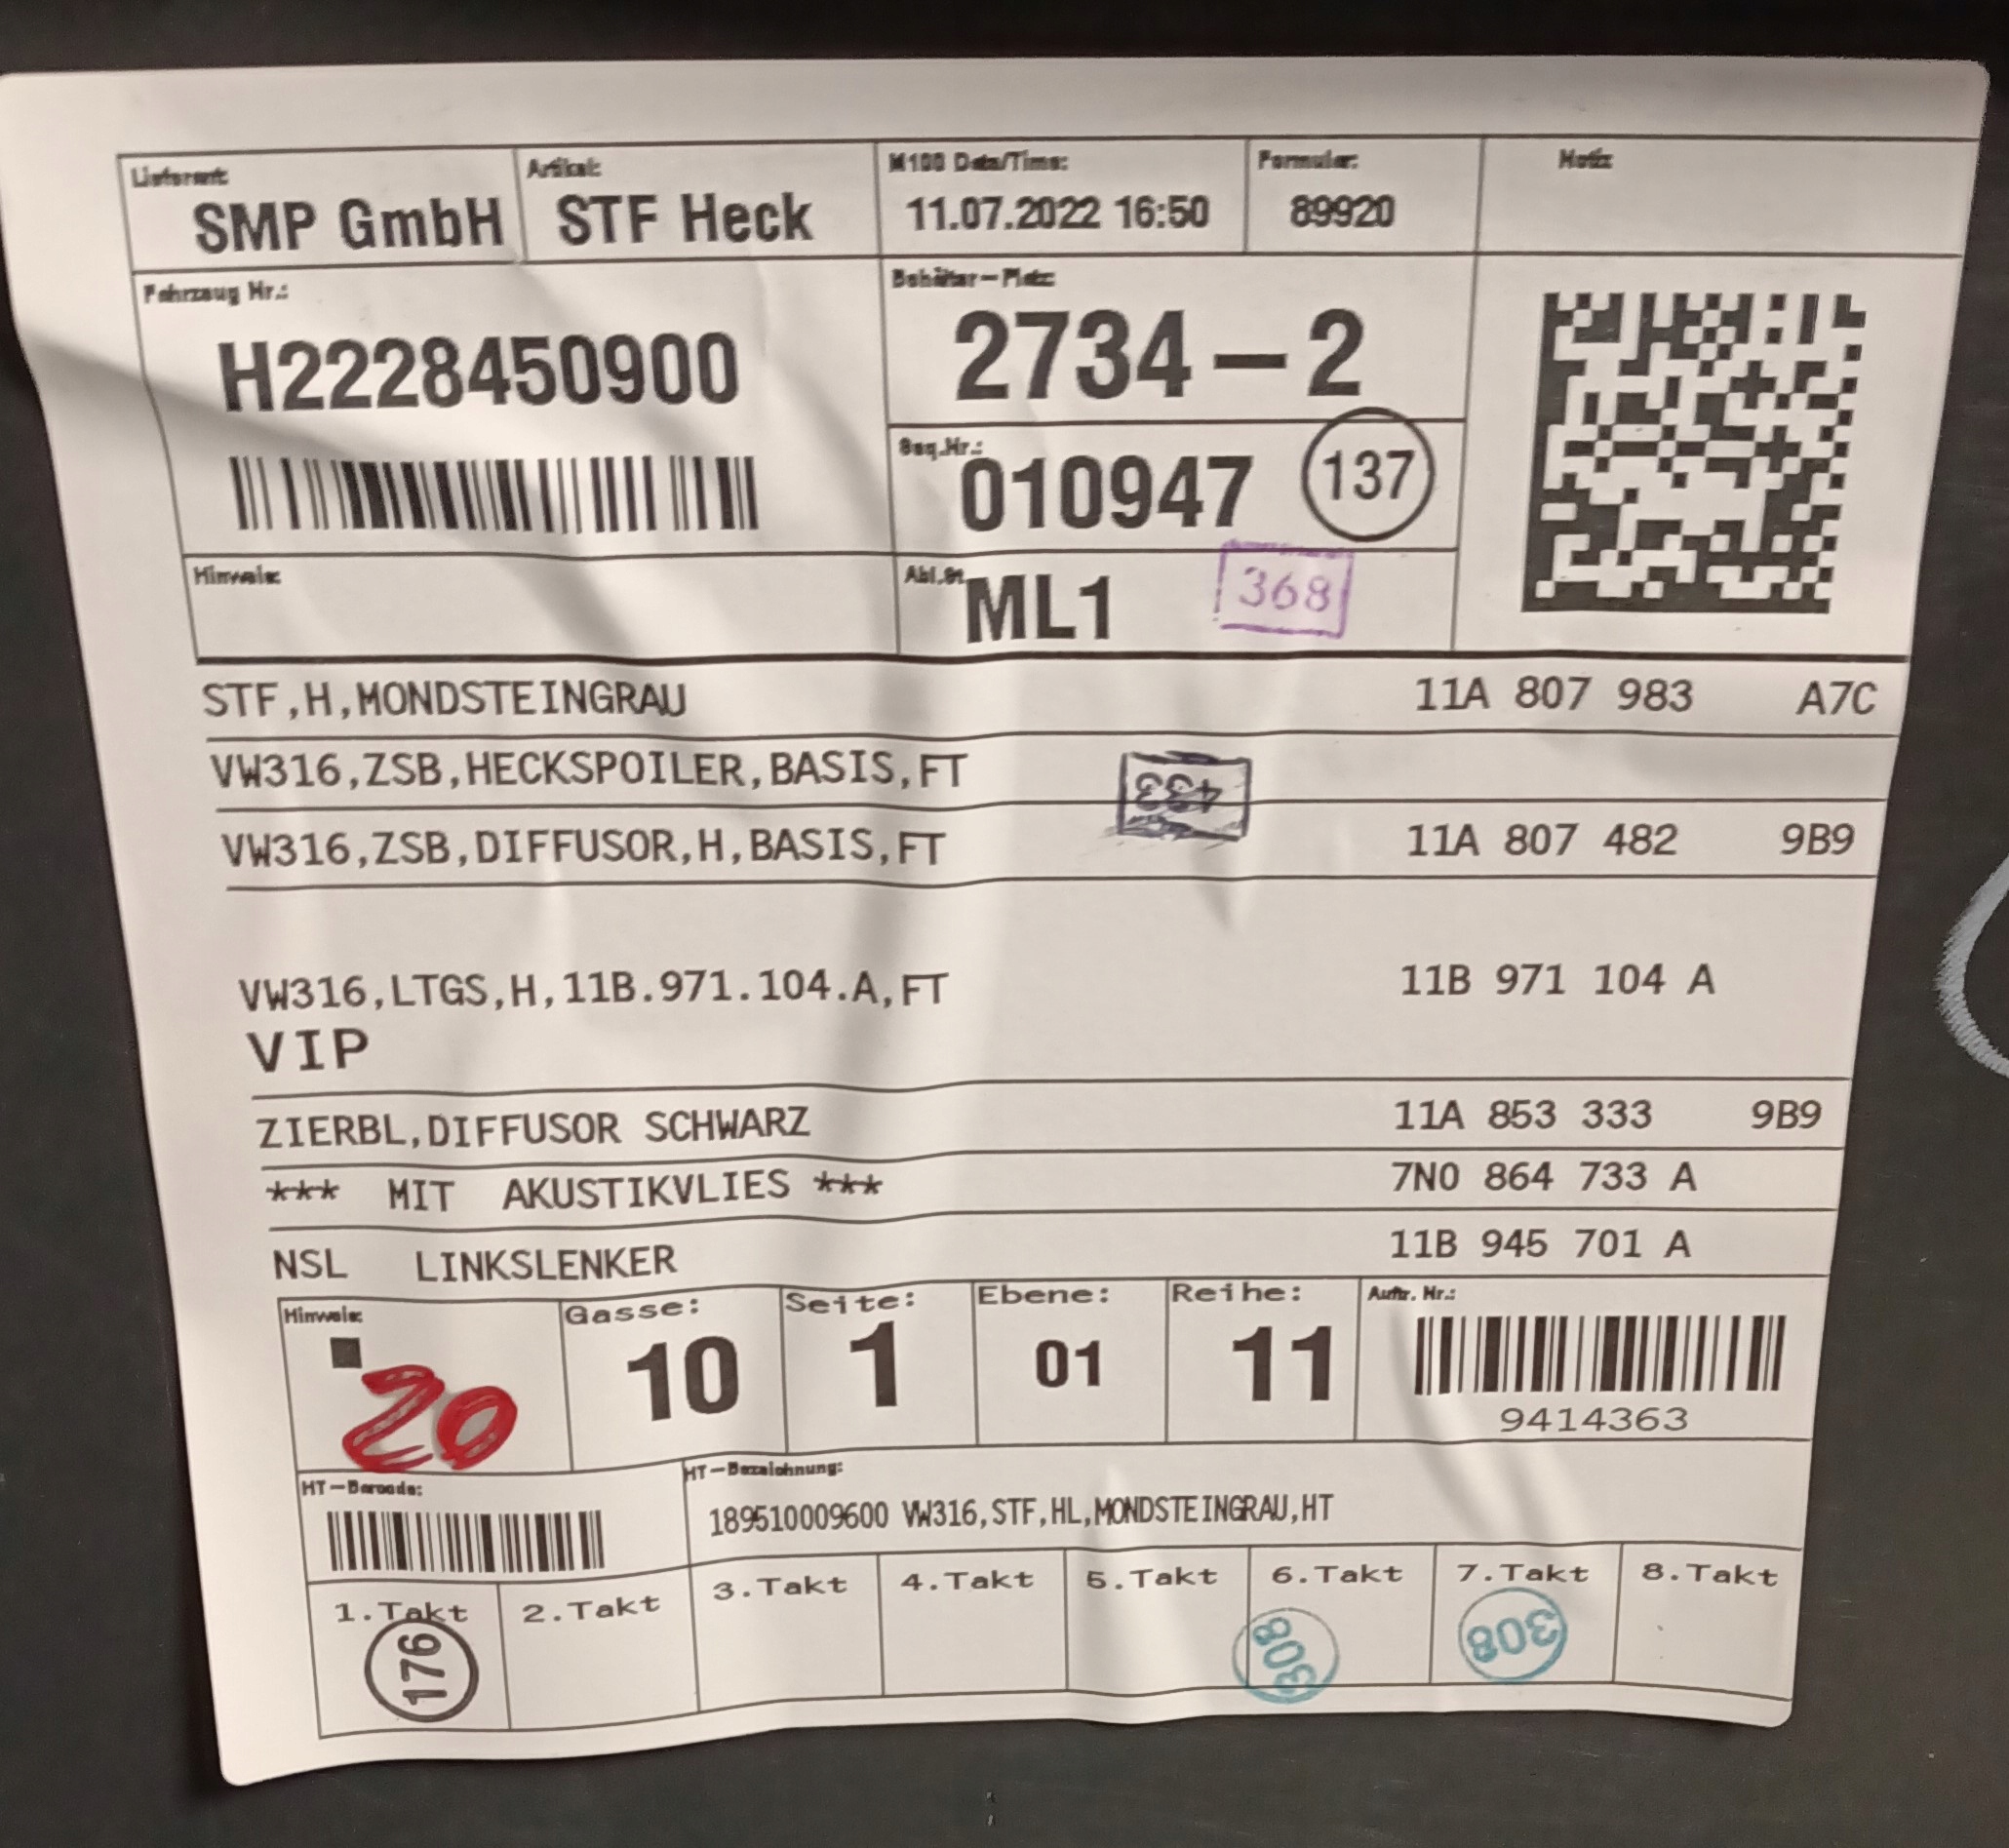 Lieferant: Artikel: M100 Data/Time: Formular: Notiz
SMP GmbH STF Heck 11.07.2022 16:50 89920
Fahrzeug Nr.: Behälter-Platz
H2228450900 2734-2
Seq.Nr.: 010947 137
Hinweis: Abl.St. ML1 368
STF,H,MONDSTEINGRAU 11A 807 983 A7C
VW316,ZSB,HECKSPOILER,BASIS,FT
433
VW316,ZSB,DIFFUSOR,H,BASIS,FT 11A 807 482 9B9
VW316,LTGS,H,11B.971.104.A,FT 11B 971 104 A
VIP
ZIERBL,DIFFUSOR SCHWARZ 11A 853 333 9B9
*** MIT AKUSTIKVLIES *** 7N0 864 733 A
NSL LINKSLENKER 11B 945 701 A
Hinweis: Gasse: Seite: Ebene: Reihe: Auftr. Nr.:
20 10 1 01 11
9414363
HT-Barcode: HT-Bezeichnung:
189510009600 VW316,STF,HL,MONDSTEINGRAU,HT
1.Takt 2.Takt 3.Takt 4.Takt 5.Takt 6.Takt 7.Takt 8.Takt
176 308 308